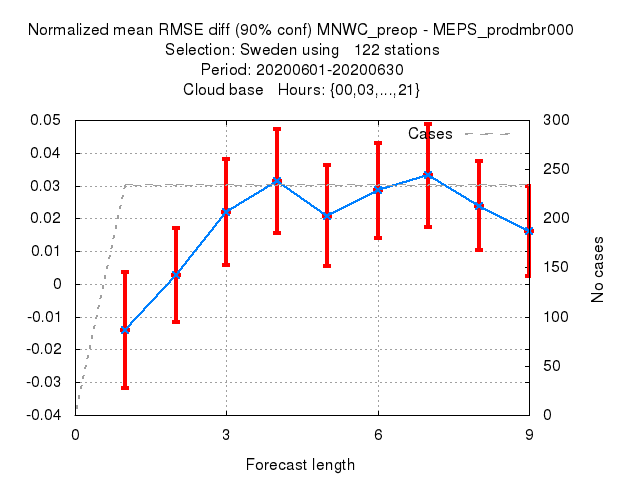 Normalized mean RMSE diff (90% conf) MNWC_preop - MEPS_prodmbr000
Selection: Sweden using 122 stations
Period: 20200601-20200630
Cloud base Hours: {00,03,...,21}
Cases
0.05
0.04
0.03
0.02
0.01
0
-0.01
-0.02
-0.03
-0.04
300
250
200
150
100
50
0
No cases
0 3 6 9
Forecast length